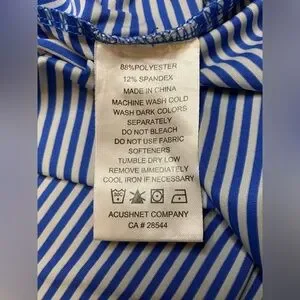 88%POLYESTER
12% SPANDEX
MADE IN CHINA
MACHINE WASH COLD
WASH DARK COLORS
SEPARATELY
DO NOT BLEACH
DO NOT USE FABRIC
SOFTENERS
TUMBLE DRY LOW
REMOVE IMMEDIATELY
COOL IRON IF NECESSARY
ACUSHNET COMPANY
CA # 28544